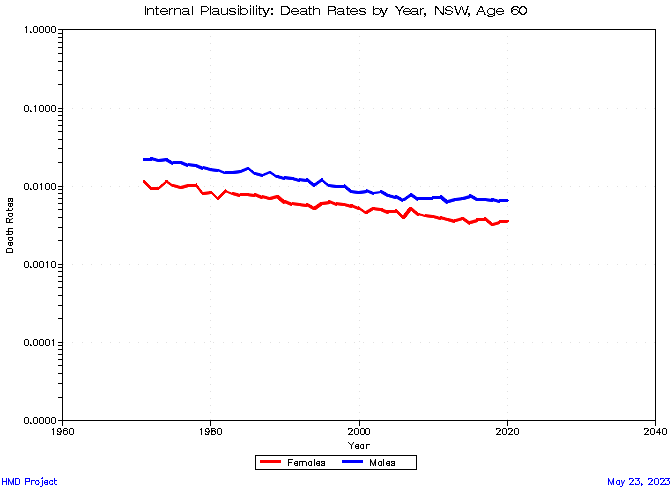 Internal Plausibility: Death Rates by Year, NSW, Age 60
1.0000
0.1000
0.0100
0.0010
0.0001
0.0000
Death Rates
1960
1980
2000
2020
2040
Year
Females
Males
HMD Project
May 23, 2023